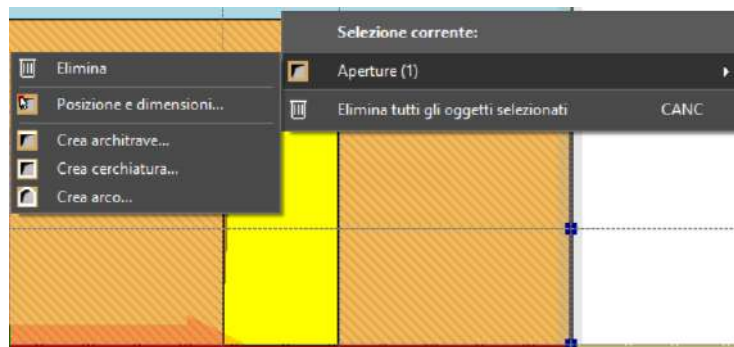 Selezione corrente:
Aperture (1)
Elimina tutti gli oggetti selezionati CANC
Elimina
Posizione e dimensioni...
Crea architrave...
Crea cerchiatura...
Crea arco...